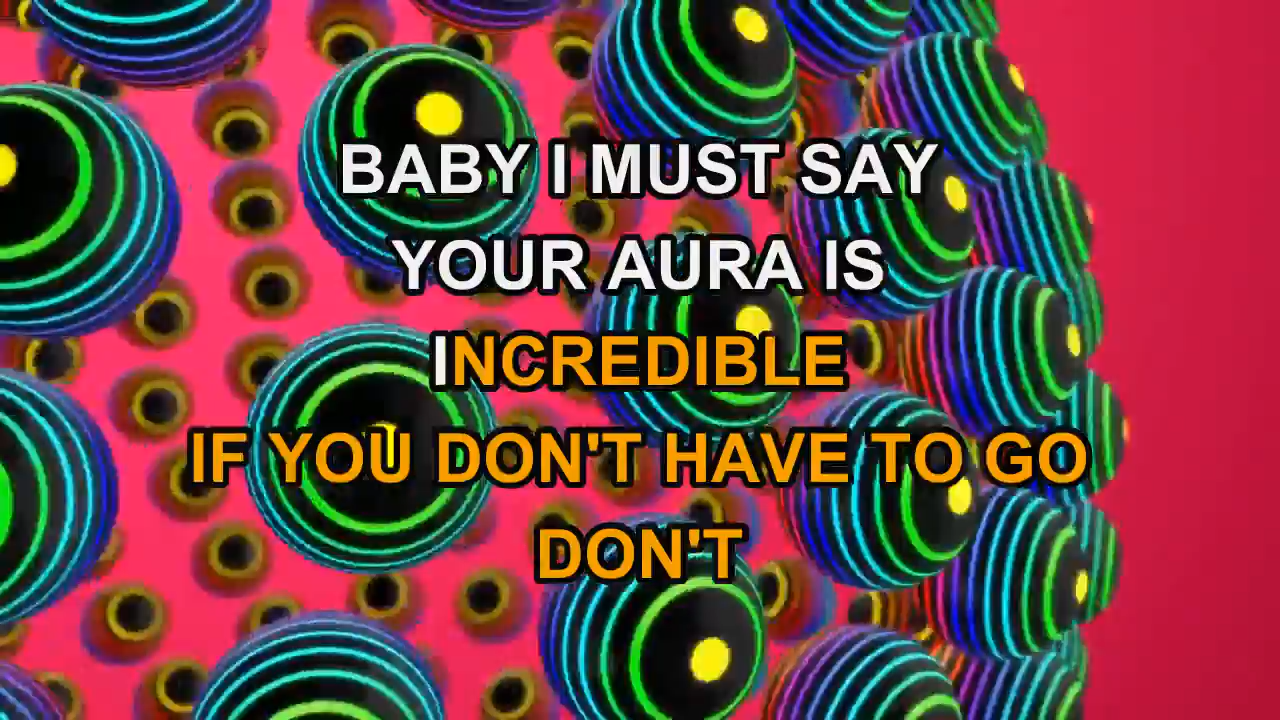 BABY I MUST SAY
YOUR AURA IS
INCREDIBLE
IF YOU DON'T HAVE TO GO
DON'T